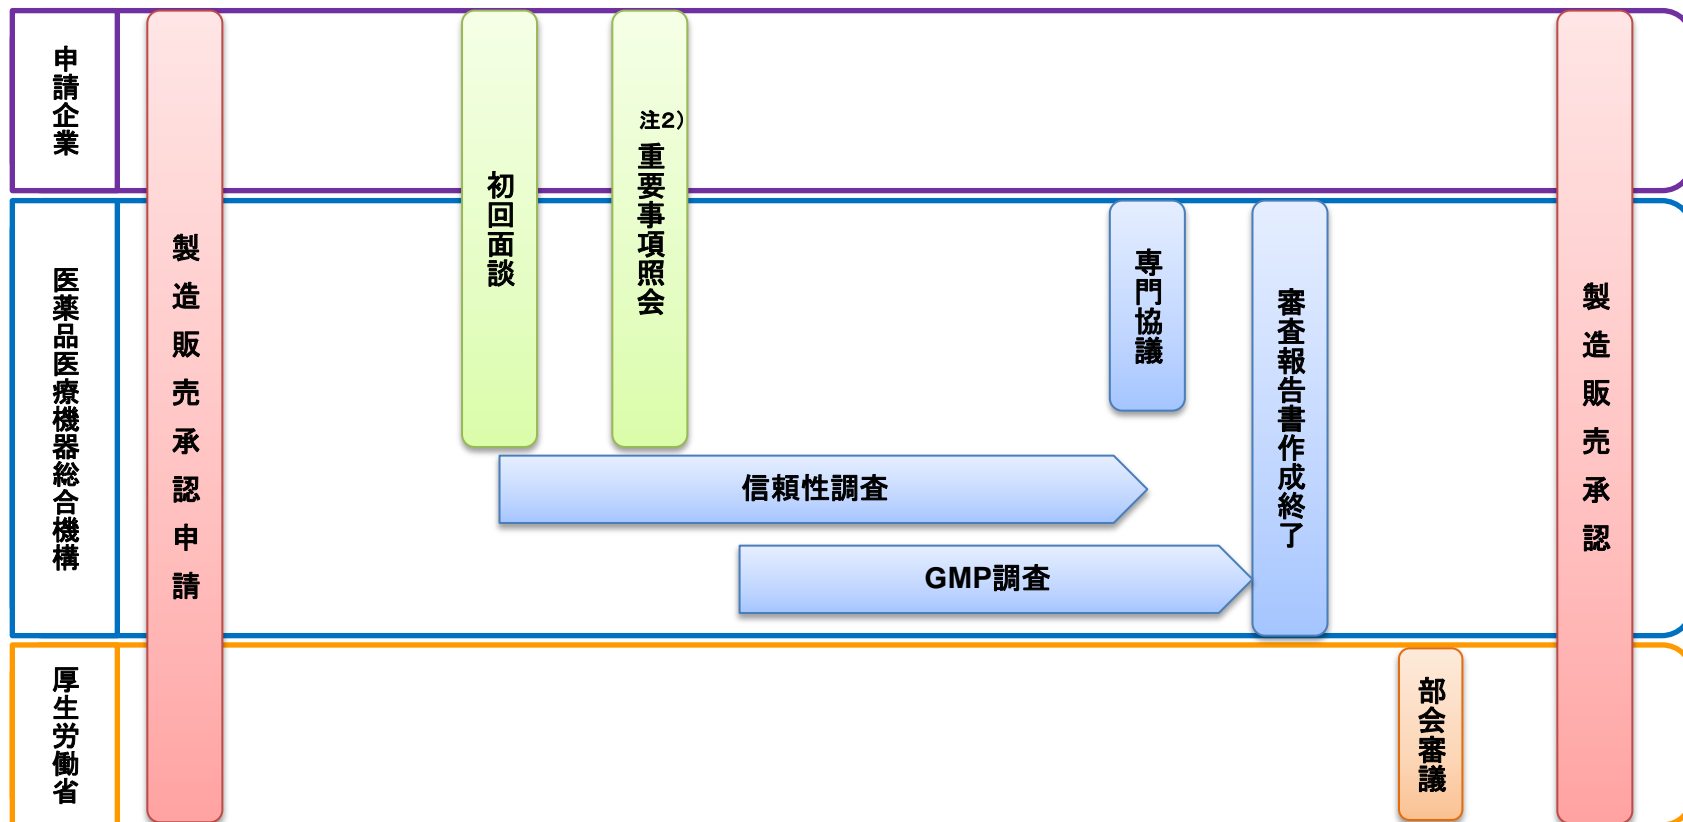 申請企業
医薬品医療機器総合機構
厚生労働省
製造販売承認申請
初回面談
注2）
重要事項照会
専門協議
審査報告書作成終了
信頼性調査
GMP調査
部会審議
製造販売承認